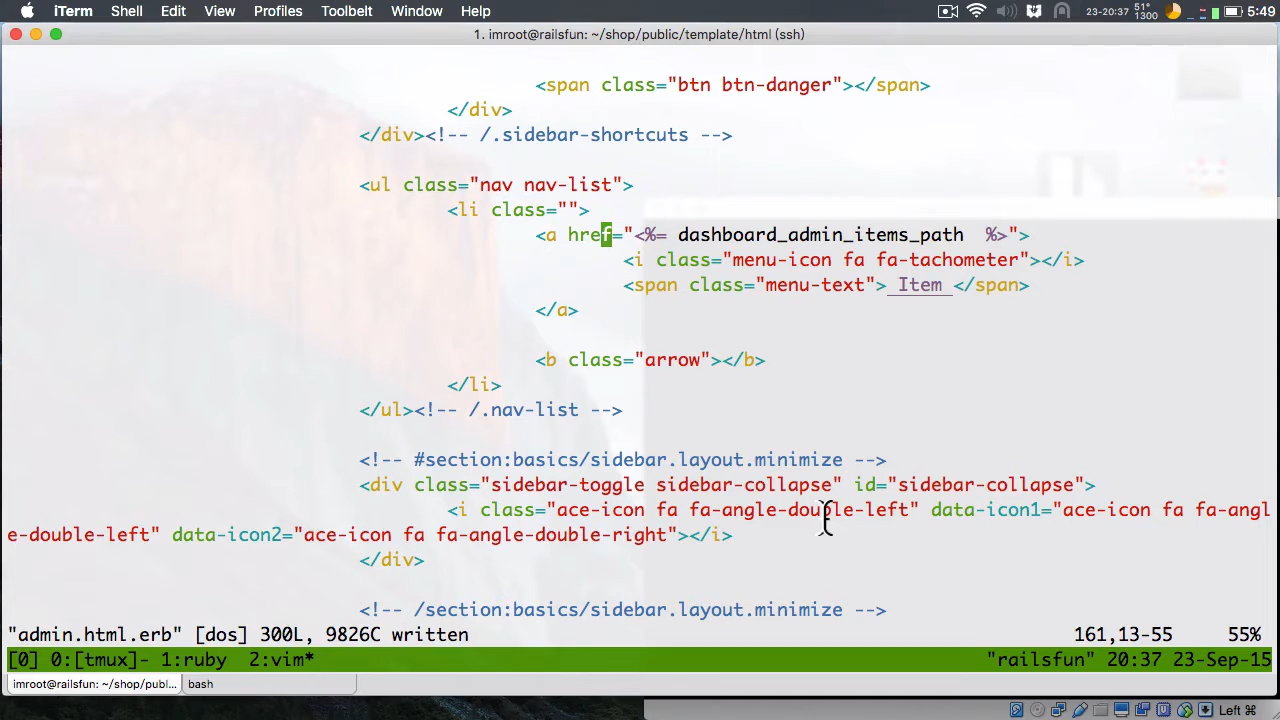 iTerm Shell Edit View Profiles Toolbelt Window Help 23-20:37 51° 1300 5:49
1. imroot@railsfun: ~/shop/public/template/html (ssh)
<span class="btn btn-danger"></span>
</div>
</div><!-- /.sidebar-shortcuts -->
<ul class="nav nav-list">
<li class="">
<a href="<%= dashboard_admin_items_path  %>">
<i class="menu-icon fa fa-tachometer"></i>
<span class="menu-text"> Item </span>
</a>
<b class="arrow"></b>
</li>
</ul><!-- /.nav-list -->
<!-- #section:basics/sidebar.layout.minimize -->
<div class="sidebar-toggle sidebar-collapse" id="sidebar-collapse">
<i class="ace-icon fa fa-angle-double-left" data-icon1="ace-icon fa fa-angl
e-double-left" data-icon2="ace-icon fa fa-angle-double-right"></i>
</div>
<!-- /section:basics/sidebar.layout.minimize -->
"admin.html.erb" [dos] 300L, 9826C written 161,13-55 55%
[0] 0:[tmux]- 1:ruby  2:vim* "railsfun" 20:37 23-Sep-15
imroot@railsfun: ~/shop/publ... bash
Left ⌘